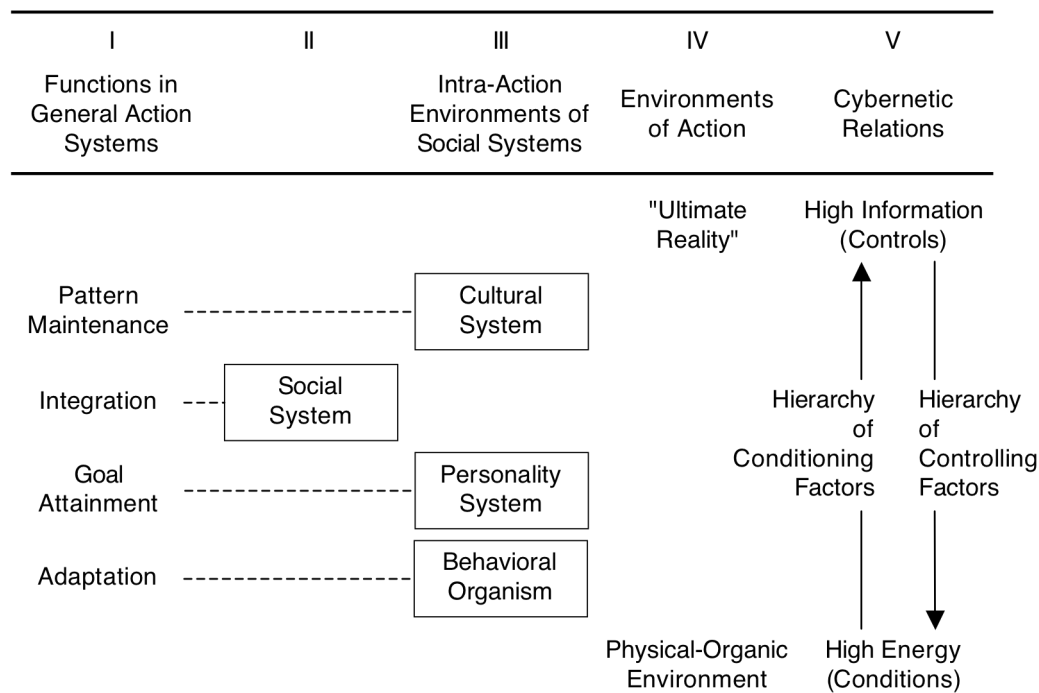 I
II
III
IV
V
Functions in
General Action
Systems
Intra-Action
Environments of
Social Systems
Environments
of Action
Cybernetic
Relations
"Ultimate
Reality"
High Information
(Controls)
Pattern
Maintenance
Cultural
System
Integration
Social
System
Hierarchy
of
Conditioning
Factors
Hierarchy
of
Controlling
Factors
Goal
Attainment
Personality
System
Adaptation
Behavioral
Organism
Physical-Organic
Environment
High Energy
(Conditions)